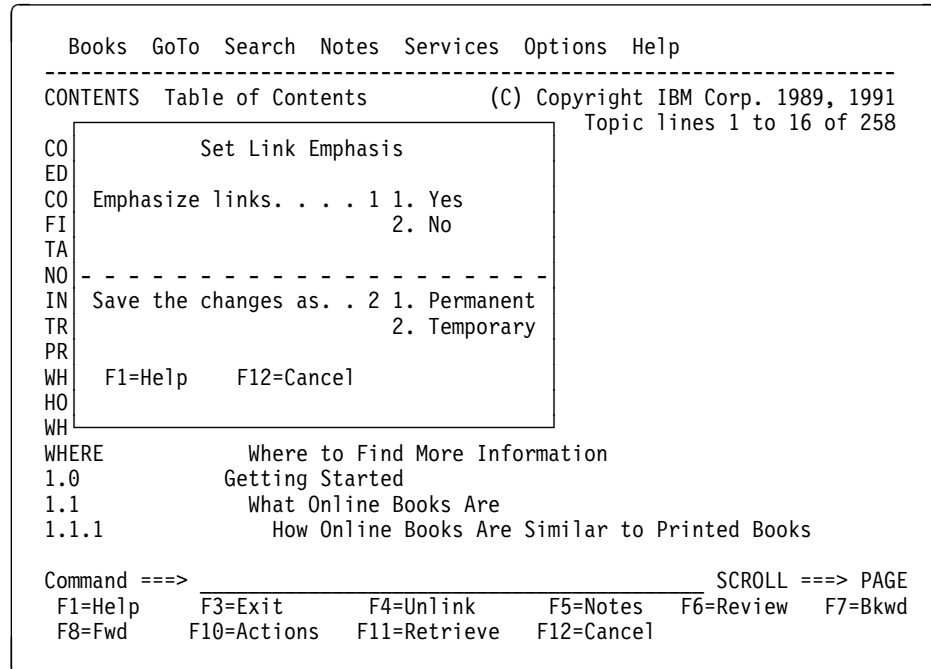 Books GoTo Search Notes Services Options Help
-----------------------------------------------------------------------
CONTENTS Table of Contents (C) Copyright IBM Corp. 1989, 1991
Topic lines 1 to 16 of 258
CO Set Link Emphasis
ED
CO Emphasize links. . . . 1 1. Yes
FI 2. No
TA
NO - - - - - - - - - - - - - - - - - - - -
IN Save the changes as. . 2 1. Permanent
TR 2. Temporary
PR
WH F1=Help F12=Cancel
HO
WH
WHERE Where to Find More Information
1.0 Getting Started
1.1 What Online Books Are
1.1.1 How Online Books Are Similar to Printed Books
Command ===> __________________________________________ SCROLL ===> PAGE
F1=Help F3=Exit F4=Unlink F5=Notes F6=Review F7=Bkwd
F8=Fwd F10=Actions F11=Retrieve F12=Cancel